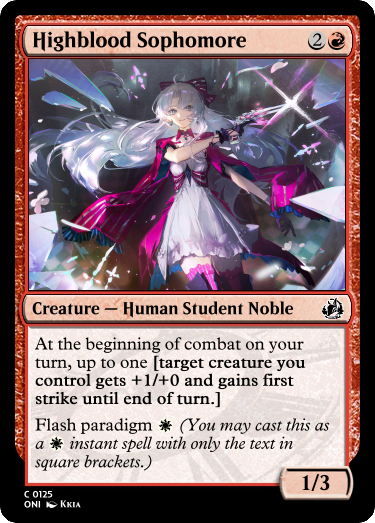 Highblood Sophomore 2
Creature — Human Student Noble
At the beginning of combat on your
turn, up to one [target creature you
control gets +1/+0 and gains first
strike until end of turn.]
Flash paradigm (You may cast this as
a instant spell with only the text in
square brackets.)
1/3
C 0125
ONI Kkia